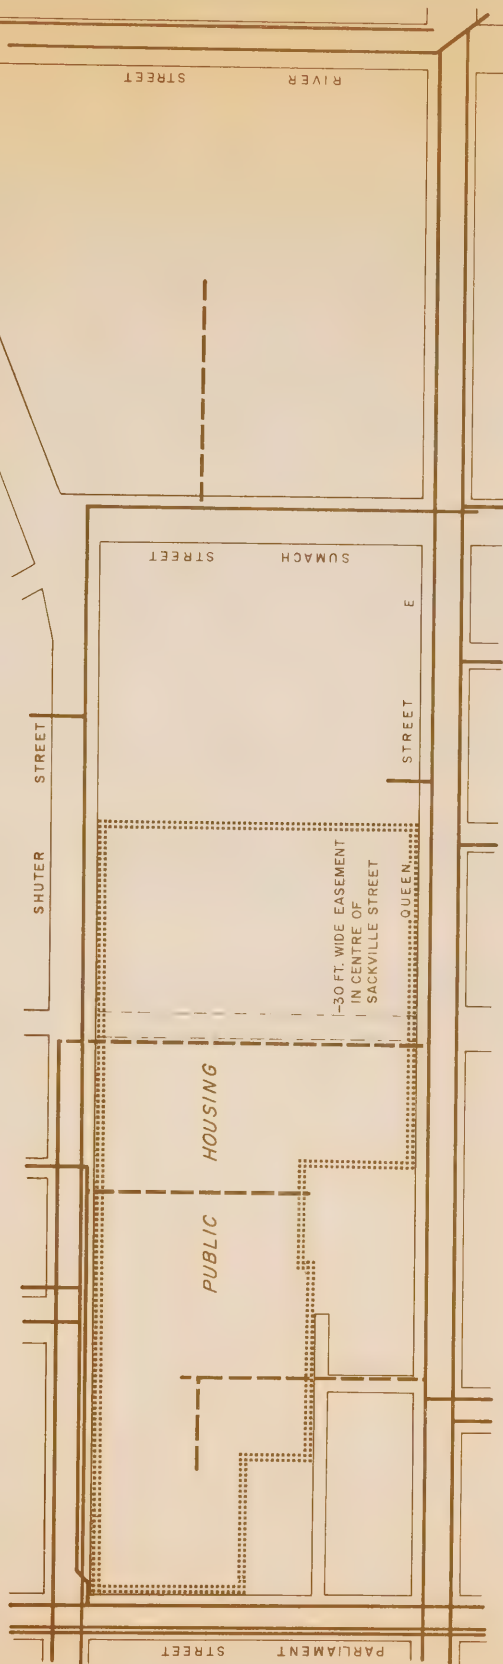 RIVER STREET
SUMACH STREET
SHUTER STREET
QUEEN STREET E
-30 FT. WIDE EASEMENT
IN CENTRE OF
SACKVILLE STREET
PUBLIC HOUSING
PARLIAMENT STREET